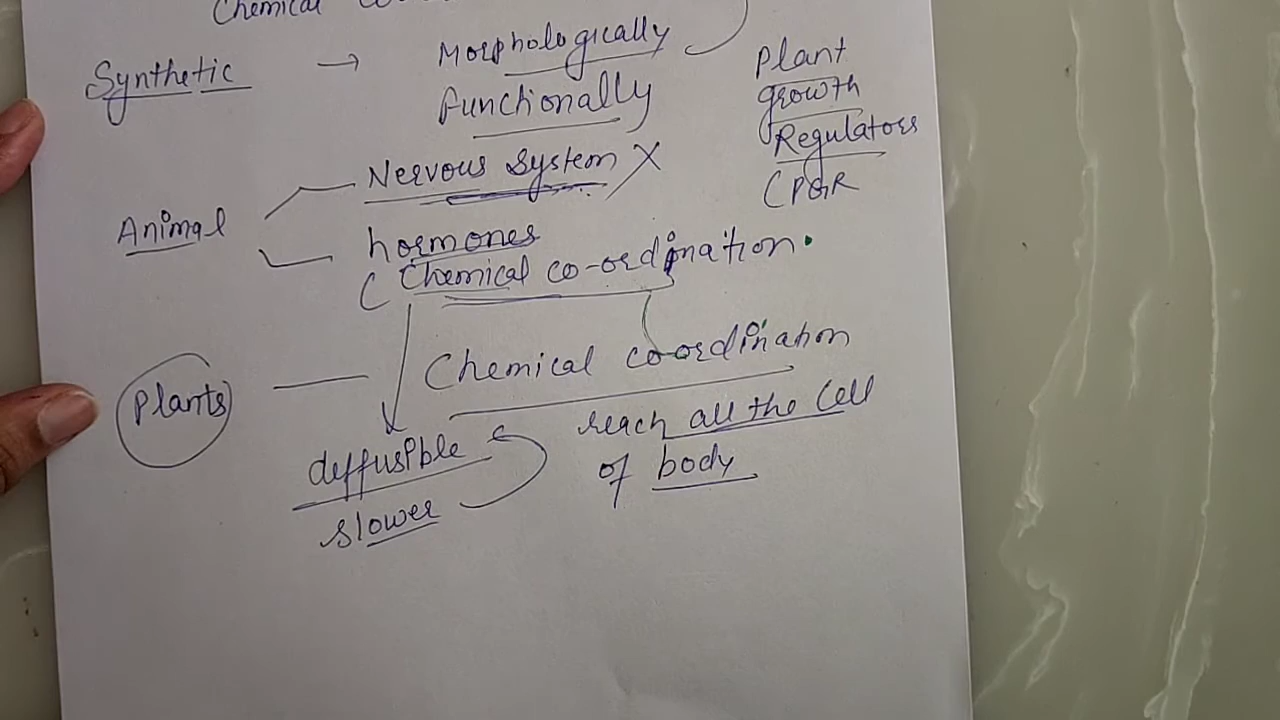 Chemical
Synthetic → Morphologically
functionally
Plant
growth
Regulators
(PGR
Animal
Nervous System X
hormones
(Chemical co-ordination.
Plants
Chemical coordination
deffusible
slower
reach all the Cell
of body